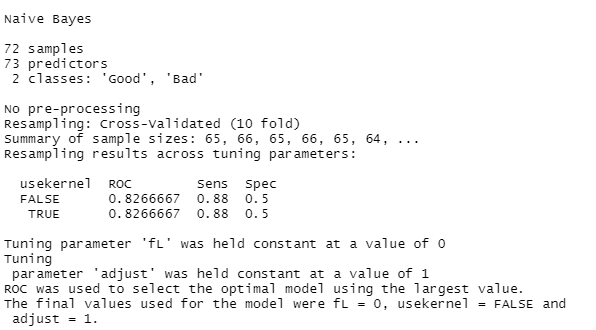 Naive Bayes
72 samples
73 predictors
2 classes: 'Good', 'Bad'
No pre-processing
Resampling: Cross-Validated (10 fold)
Summary of sample sizes: 65, 66, 65, 66, 65, 64, ...
Resampling results across tuning parameters:
usekernel ROC Sens Spec
FALSE 0.8266667 0.88 0.5
TRUE 0.8266667 0.88 0.5
Tuning parameter 'fL' was held constant at a value of 0
Tuning
parameter 'adjust' was held constant at a value of 1
ROC was used to select the optimal model using the largest value.
The final values used for the model were fL = 0, usekernel = FALSE and
adjust = 1.